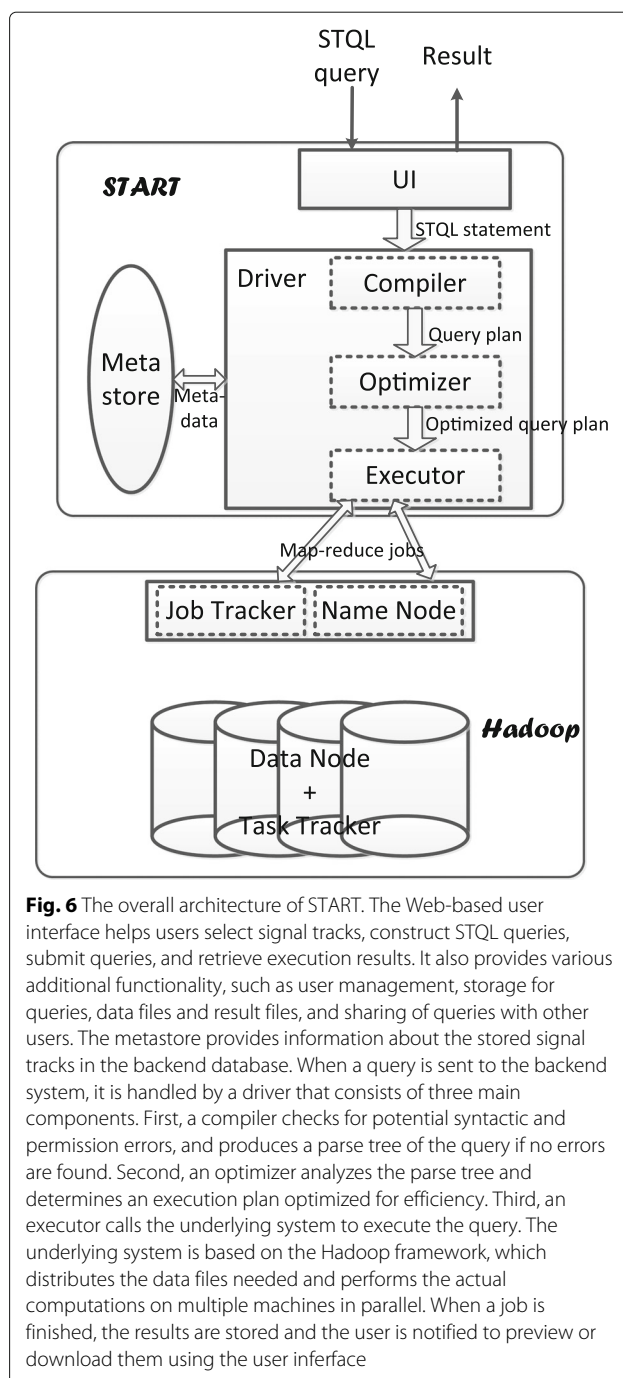 STQL
query
Result
START
UI
STQL statement
Driver
Compiler
Query plan
Meta
store
Meta-
data
Optimizer
Optimized query plan
Executor
Map-reduce jobs
Job Tracker
Name Node
Hadoop
Data Node
+
Task Tracker
Fig. 6 The overall architecture of START. The Web-based user
interface helps users select signal tracks, construct STQL queries,
submit queries, and retrieve execution results. It also provides various
additional functionality, such as user management, storage for
queries, data files and result files, and sharing of queries with other
users. The metastore provides information about the stored signal
tracks in the backend database. When a query is sent to the backend
system, it is handled by a driver that consists of three main
components. First, a compiler checks for potential syntactic and
permission errors, and produces a parse tree of the query if no errors
are found. Second, an optimizer analyzes the parse tree and
determines an execution plan optimized for efficiency. Third, an
executor calls the underlying system to execute the query. The
underlying system is based on the Hadoop framework, which
distributes the data files needed and performs the actual
computations on multiple machines in parallel. When a job is
finished, the results are stored and the user is notified to preview or
download them using the user inferface